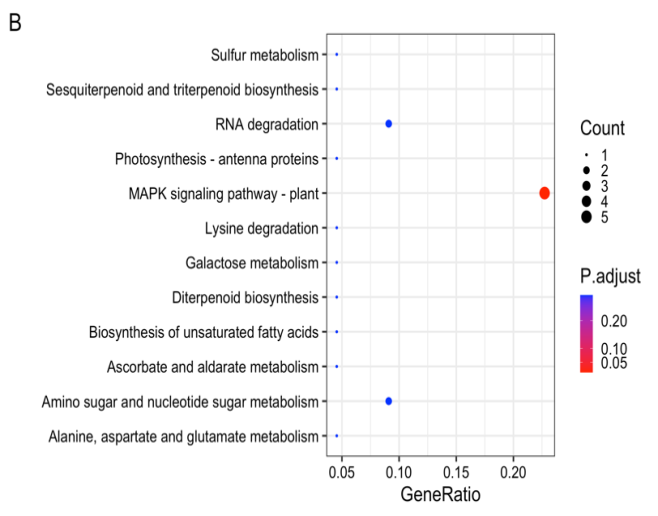 B
Sulfur metabolism
Sesquiterpenoid and triterpenoid biosynthesis
RNA degradation
Photosynthesis - antenna proteins
MAPK signaling pathway - plant
Lysine degradation
Galactose metabolism
Diterpenoid biosynthesis
Biosynthesis of unsaturated fatty acids
Ascorbate and aldarate metabolism
Amino sugar and nucleotide sugar metabolism
Alanine, aspartate and glutamate metabolism
0.05 0.10 0.15 0.20
GeneRatio
Count
1
2
3
4
5
P.adjust
0.20
0.10
0.05